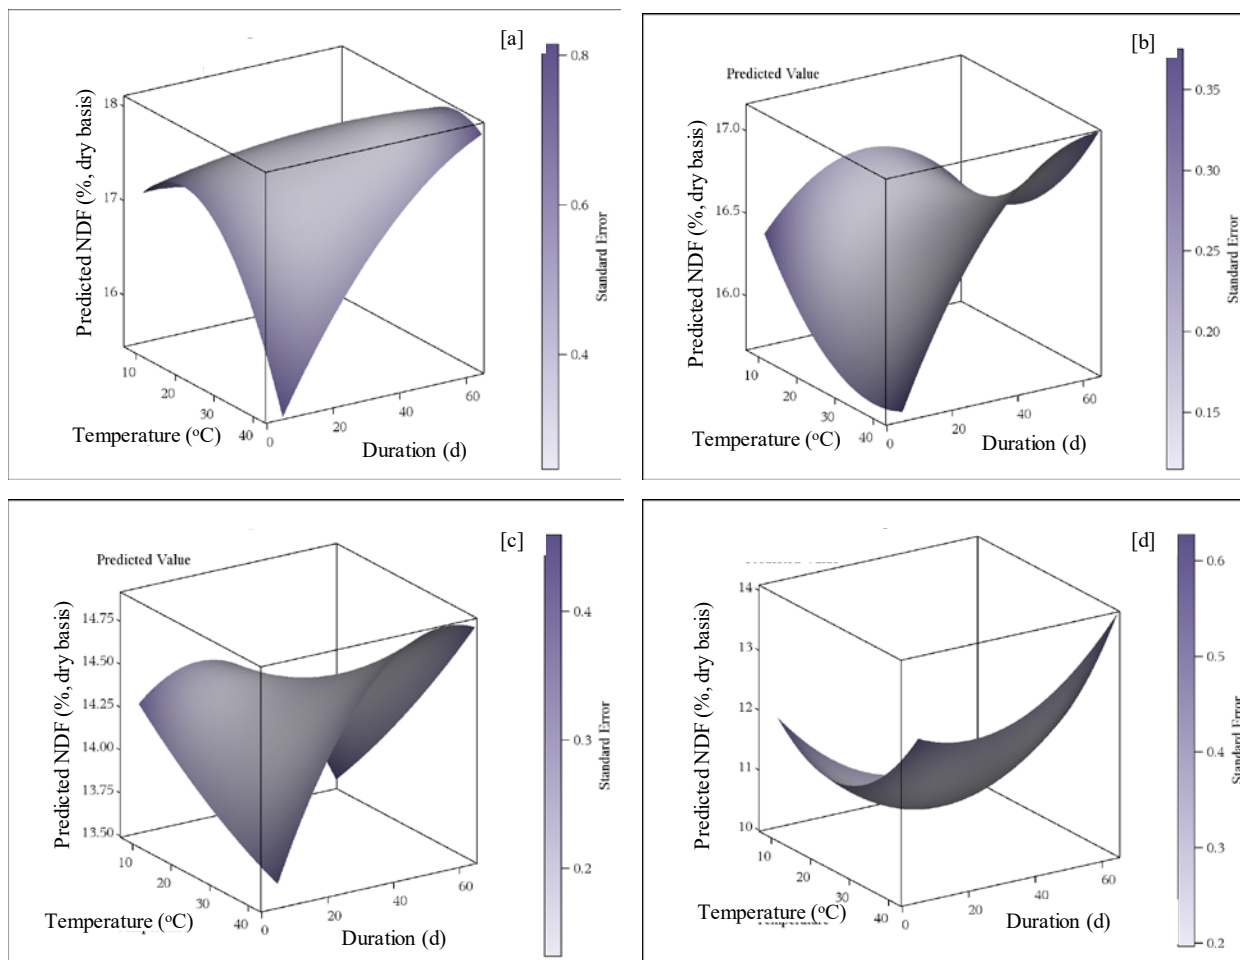 [a]
Predicted NDF (%, dry basis)
18
17
16
10
20
30
40
Temperature (°C)
0
20
40
60
Duration (d)
0.8
0.6
0.4
Standard Error
[b]
Predicted Value
Predicted NDF (%, dry basis)
17.0
16.5
16.0
10
20
30
40
Temperature (°C)
0
20
40
60
Duration (d)
0.35
0.30
0.25
0.20
0.15
Standard Error
[c]
Predicted Value
Predicted NDF (%, dry basis)
14.75
14.50
14.25
14.00
13.75
13.50
10
20
30
40
Temperature (°C)
0
20
40
60
Duration (d)
0.4
0.3
0.2
Standard Error
[d]
Predicted NDF (%, dry basis)
14
13
12
11
10
10
20
30
40
Temperature (°C)
0
20
40
60
Duration (d)
0.6
0.5
0.4
0.3
0.2
Standard Error